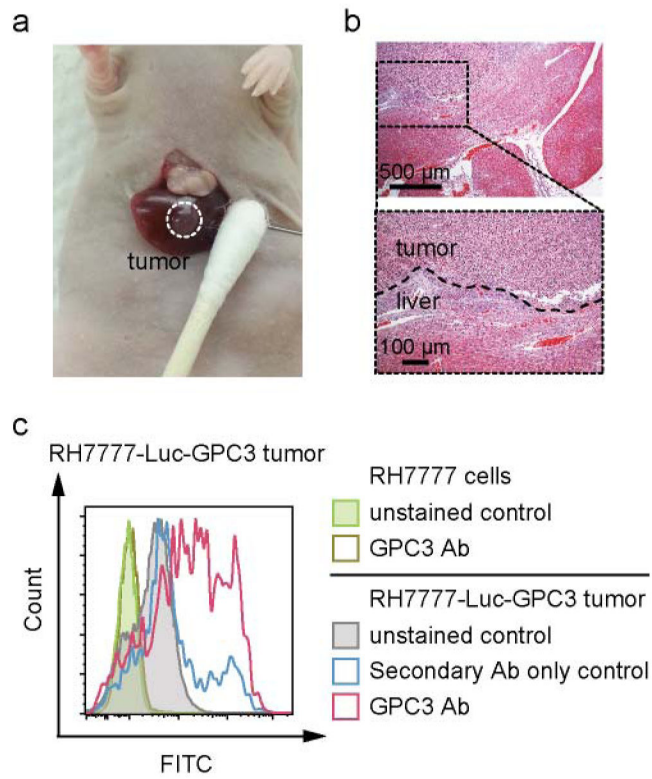 a
tumor
b
500 µm
tumor
liver
100 µm
c
RH7777-Luc-GPC3 tumor
Count
FITC
RH7777 cells
unstained control
GPC3 Ab
RH7777-Luc-GPC3 tumor
unstained control
Secondary Ab only control
GPC3 Ab